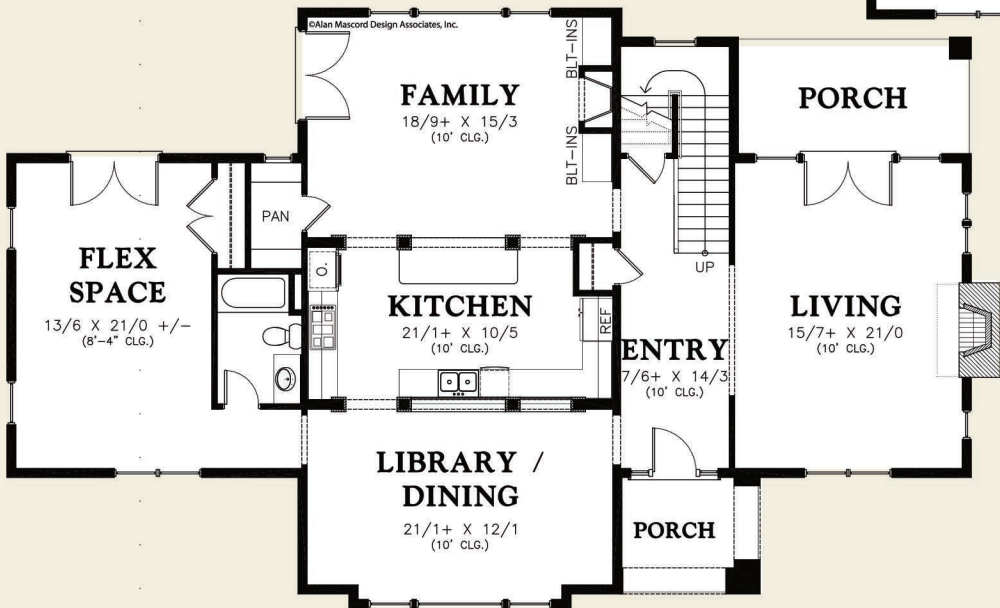 ©Alan Mascord Design Associates, Inc.
BLT-INS
FAMILY
18/9+ X 15/3
(10' CLG.)
BLT-INS
PORCH
PAN
FLEX
SPACE
13/6 X 21/0 +/-
(8'-4" CLG.)
UP
KITCHEN
21/1+ X 10/5
(10' CLG.)
REF
ENTRY
7/6+ X 14/3
(10' CLG.)
LIVING
15/7+ X 21/0
(10' CLG.)
LIBRARY /
DINING
21/1+ X 12/1
(10' CLG.)
PORCH